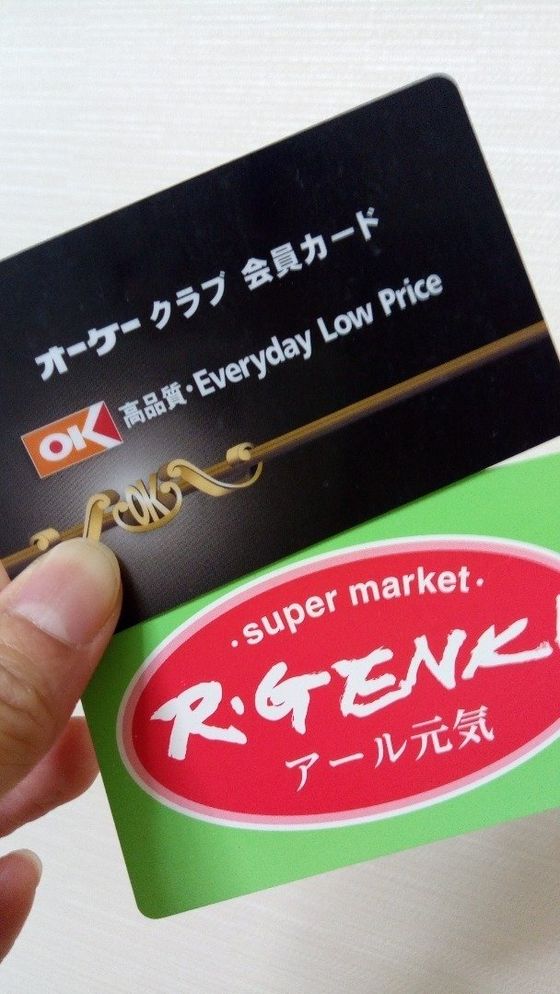 オーケー クラブ 会員カード
OK 高品質・Everyday Low Price
OK
・super market・
R・GENK
アール元気